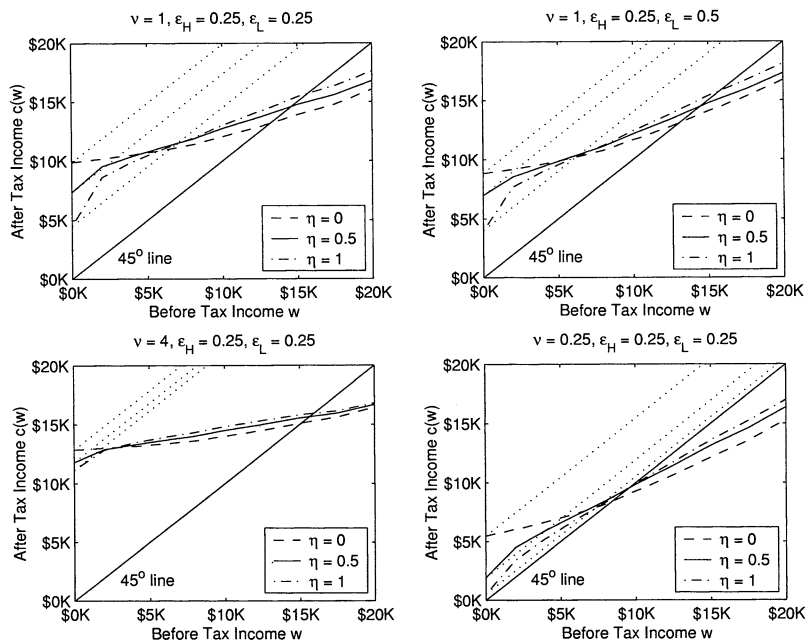 ν = 1, ε_H = 0.25, ε_L = 0.25
After Tax Income c(w)
$20K
$15K
$10K
$5K
$0K
45° line
η = 0
η = 0.5
η = 1
$0K $5K $10K $15K $20K
Before Tax Income w
ν = 1, ε_H = 0.25, ε_L = 0.5
After Tax Income c(w)
$20K
$15K
$10K
$5K
$0K
45° line
η = 0
η = 0.5
η = 1
$0K $5K $10K $15K $20K
Before Tax Income w
ν = 4, ε_H = 0.25, ε_L = 0.25
After Tax Income c(w)
$20K
$15K
$10K
$5K
$0K
45° line
η = 0
η = 0.5
η = 1
$0K $5K $10K $15K $20K
Before Tax Income w
ν = 0.25, ε_H = 0.25, ε_L = 0.25
After Tax Income c(w)
$20K
$15K
$10K
$5K
$0K
45° line
η = 0
η = 0.5
η = 1
$0K $5K $10K $15K $20K
Before Tax Income w